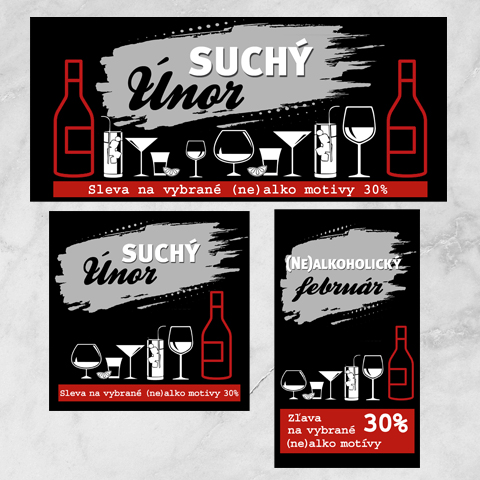 SUCHÝ
Únor
Sleva na vybrané (ne)alko motivy 30%
SUCHÝ
Únor
Sleva na vybrané (ne)alko motivy 30%
(NE)ALKOHOLICKÝ
február
Zľava
na vybrané
(ne)alko motívy
30%